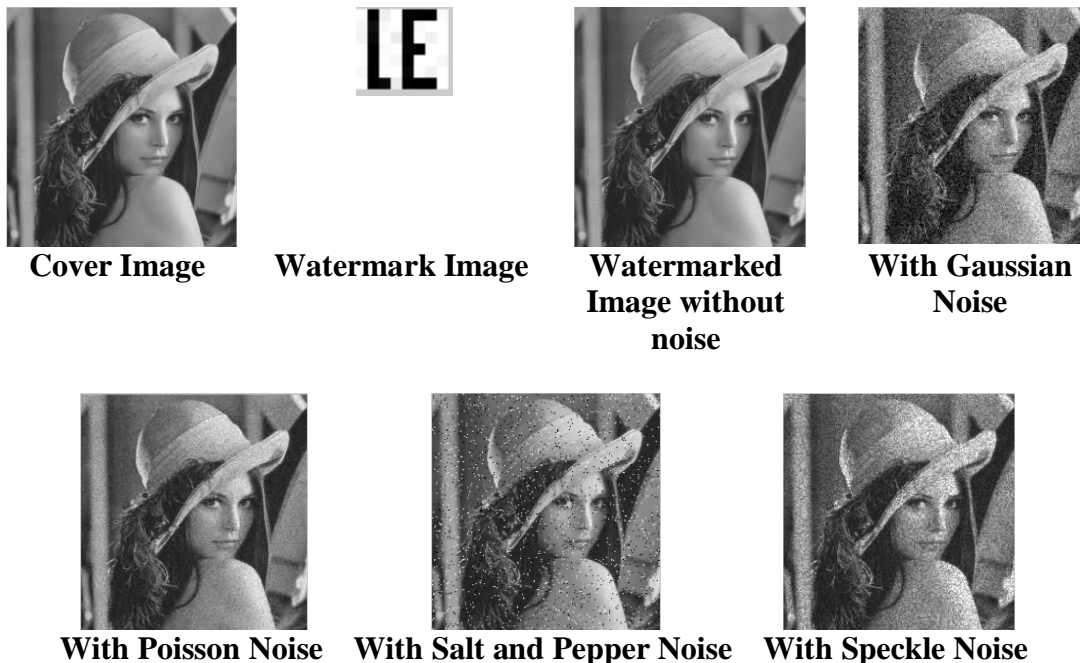 LE
Cover Image
Watermark Image
Watermarked
Image without
noise
With Gaussian
Noise
With Poisson Noise
With Salt and Pepper Noise
With Speckle Noise